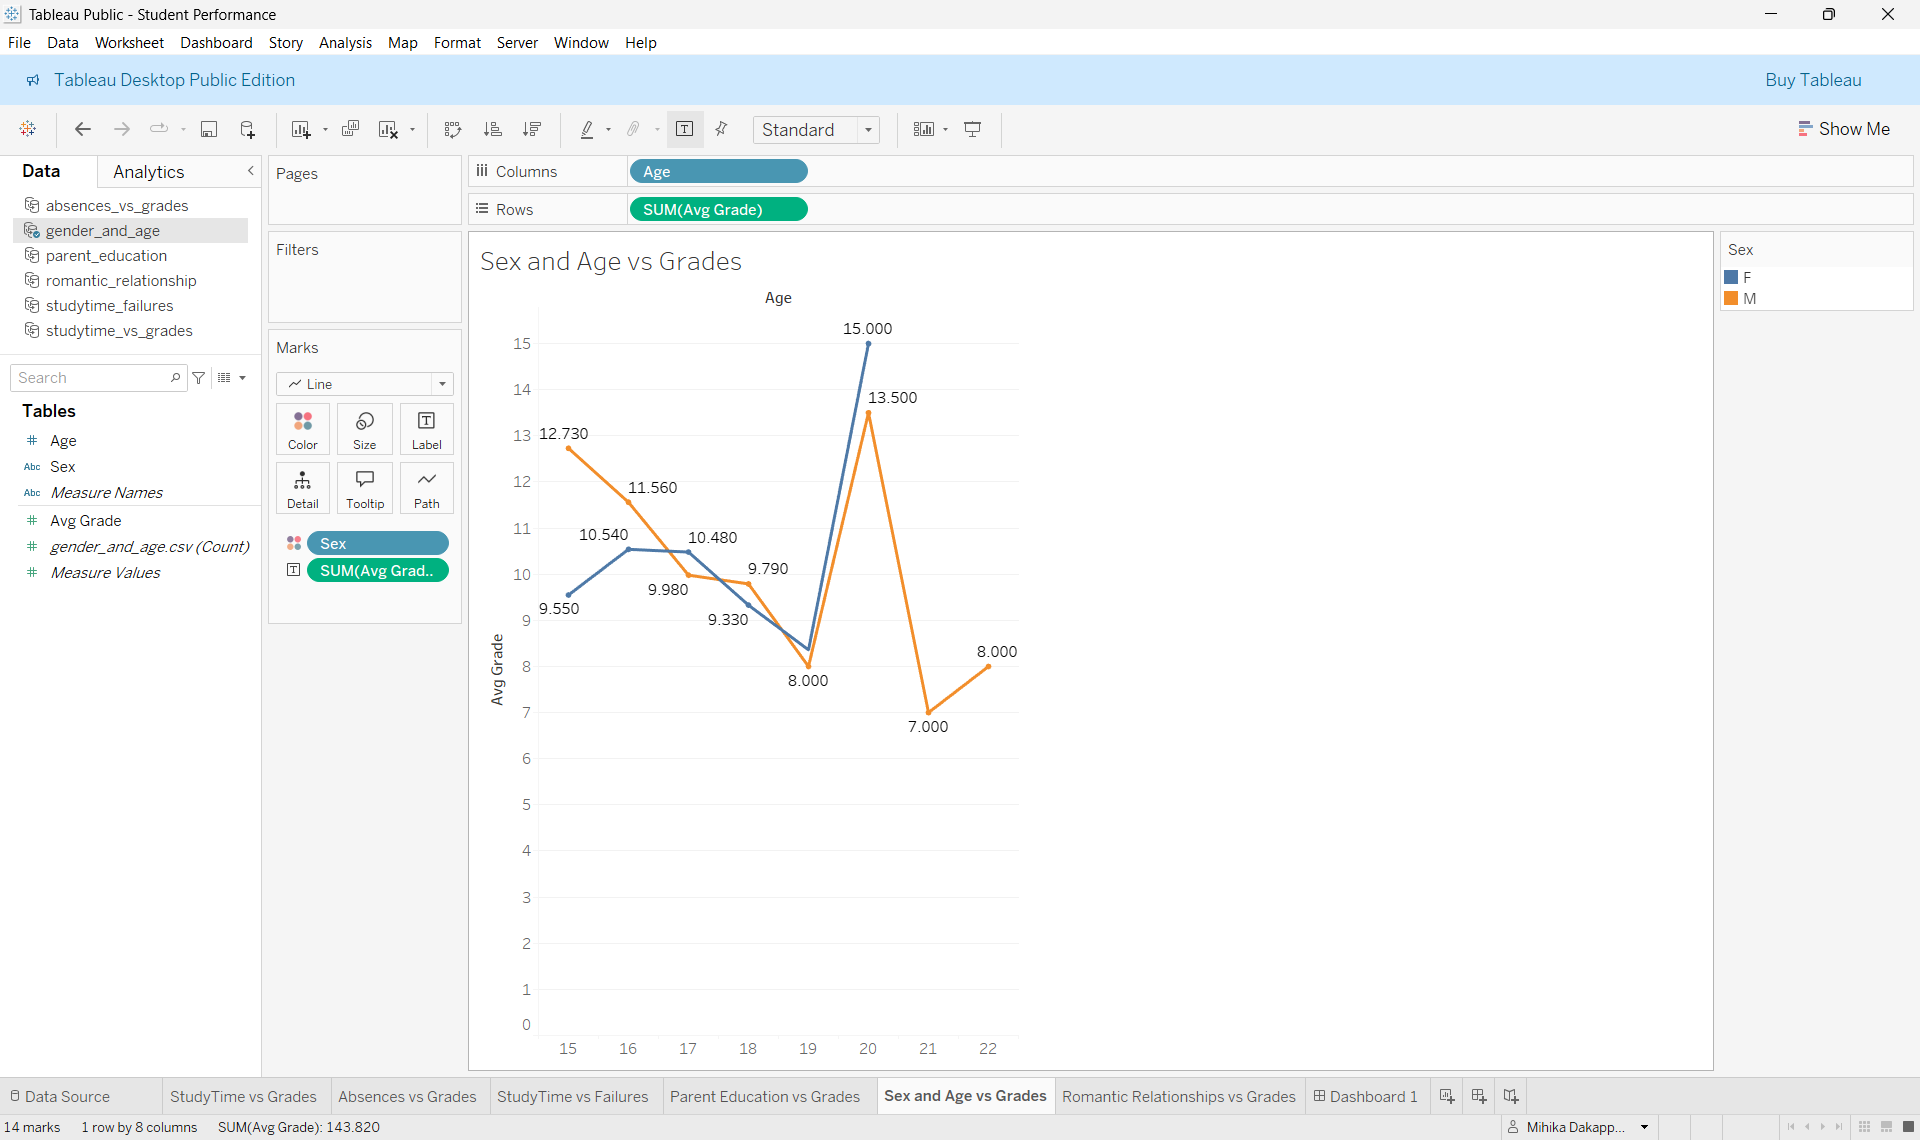 Tableau Public - Student Performance
File Data Worksheet Dashboard Story Analysis Map Format Server Window Help
Tableau Desktop Public Edition
Buy Tableau
Standard
Show Me
Data
Analytics
absences_vs_grades
gender_and_age
parent_education
romantic_relationship
studytime_failures
studytime_vs_grades
Search
Tables
# Age
Abc Sex
Abc Measure Names
# Avg Grade
# gender_and_age.csv (Count)
# Measure Values
Pages
Filters
Marks
Line
Color Size Label
Detail Tooltip Path
Sex
SUM(Avg Grad..
Columns
Age
Rows
SUM(Avg Grade)
Sex and Age vs Grades
Age
15
14
13
12
11
10
9
8
7
6
5
4
3
2
1
0
Avg Grade
15.000
13.500
12.730
11.560
10.540
10.480
9.790
9.980
9.550
9.330
8.000
8.000
7.000
15 16 17 18 19 20 21 22
Sex
F
M
Data Source
StudyTime vs Grades
Absences vs Grades
StudyTime vs Failures
Parent Education vs Grades
Sex and Age vs Grades
Romantic Relationships vs Grades
Dashboard 1
14 marks 1 row by 8 columns SUM(Avg Grade): 143.820
Mihika Dakapp...